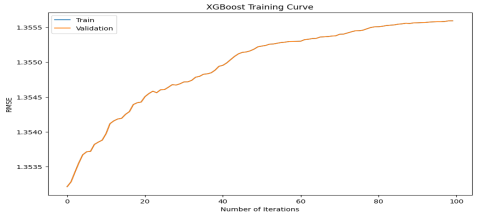 XGBoost Training Curve
Train
Validation
1.3555
1.3550
1.3545
1.3540
1.3535
RMSE
0
20
40
60
80
100
Number of Iterations